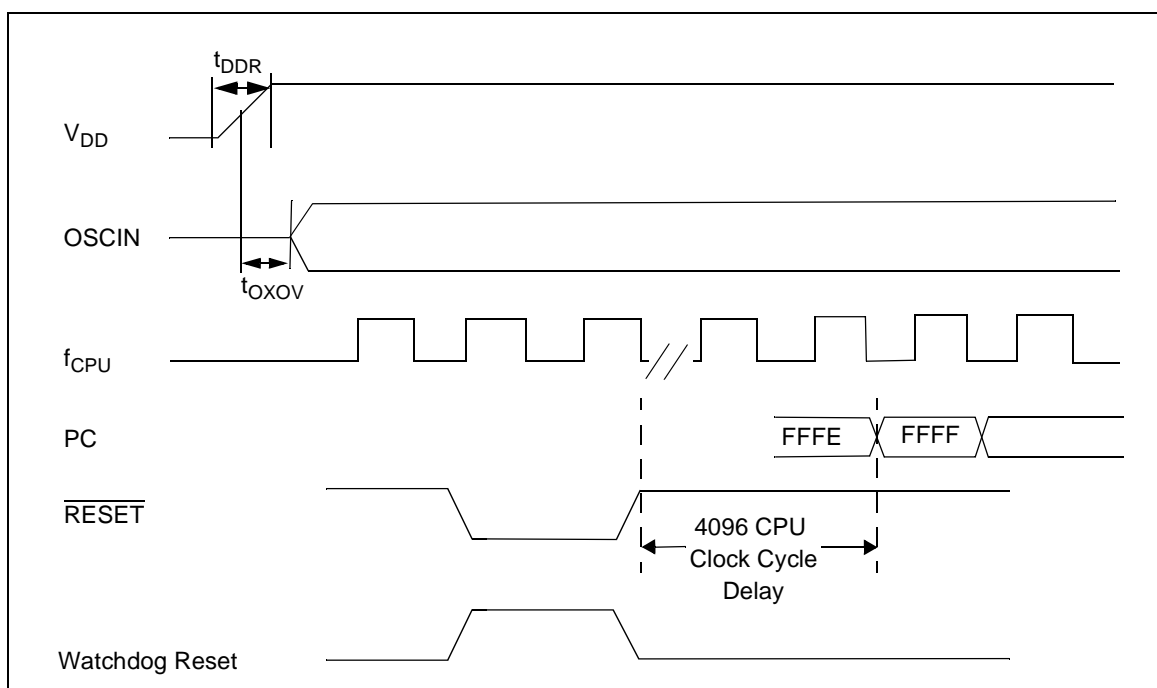 tDDR
VDD
OSCIN
tOXOV
fCPU
PC
FFFE
FFFF
RESET
4096 CPU
Clock Cycle
Delay
Watchdog Reset